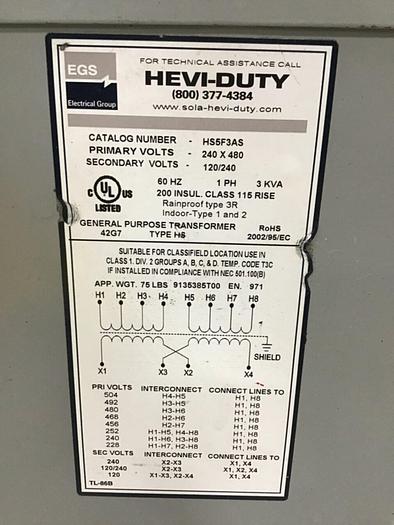 EGS
Electrical Group
FOR TECHNICAL ASSISTANCE CALL
HEVI-DUTY
(800) 377-4384
www.sola-hevi-duty.com
CATALOG NUMBER - HS5F3AS
PRIMARY VOLTS - 240 X 480
SECONDARY VOLTS - 120/240
C UL US
LISTED
60 HZ 1 PH 3 KVA
200 INSUL. CLASS 115 RISE
Rainproof type 3R
Indoor-Type 1 and 2
GENERAL PURPOSE TRANSFORMER RoHS
42G7 TYPE HS 2002/95/EC
SUITABLE FOR CLASSIFIELD LOCATION USE IN
CLASS 1. DIV. 2 GROUPS A, B, C, & D. TEMP. CODE T3C
IF INSTALLED IN COMPLIANCE WITH NEC 501.100(B)
APP. WGT. 75 LBS 9135385T00 EN. 971
H1 H2 H3 H4 H5 H6 H7 H8
SHIELD
X1 X3 X2 X4
PRI VOLTS INTERCONNECT CONNECT LINES TO
504 H4-H5 H1, H8
492 H3-H5 H1, H8
480 H3-H6 H1, H8
468 H2-H6 H1, H8
456 H2-H7 H1, H8
252 H1-H5, H4-H8 H1, H8
240 H1-H6, H3-H8 H1, H8
228 H1-H7, H2-H8 H1, H8
SEC VOLTS INTERCONNECT CONNECT LINES TO
240 X2-X3 X1, X4
120/240 X2-X3 X1, X2, X4
120 X1-X3, X2-X4 X1, X4
TL-86B